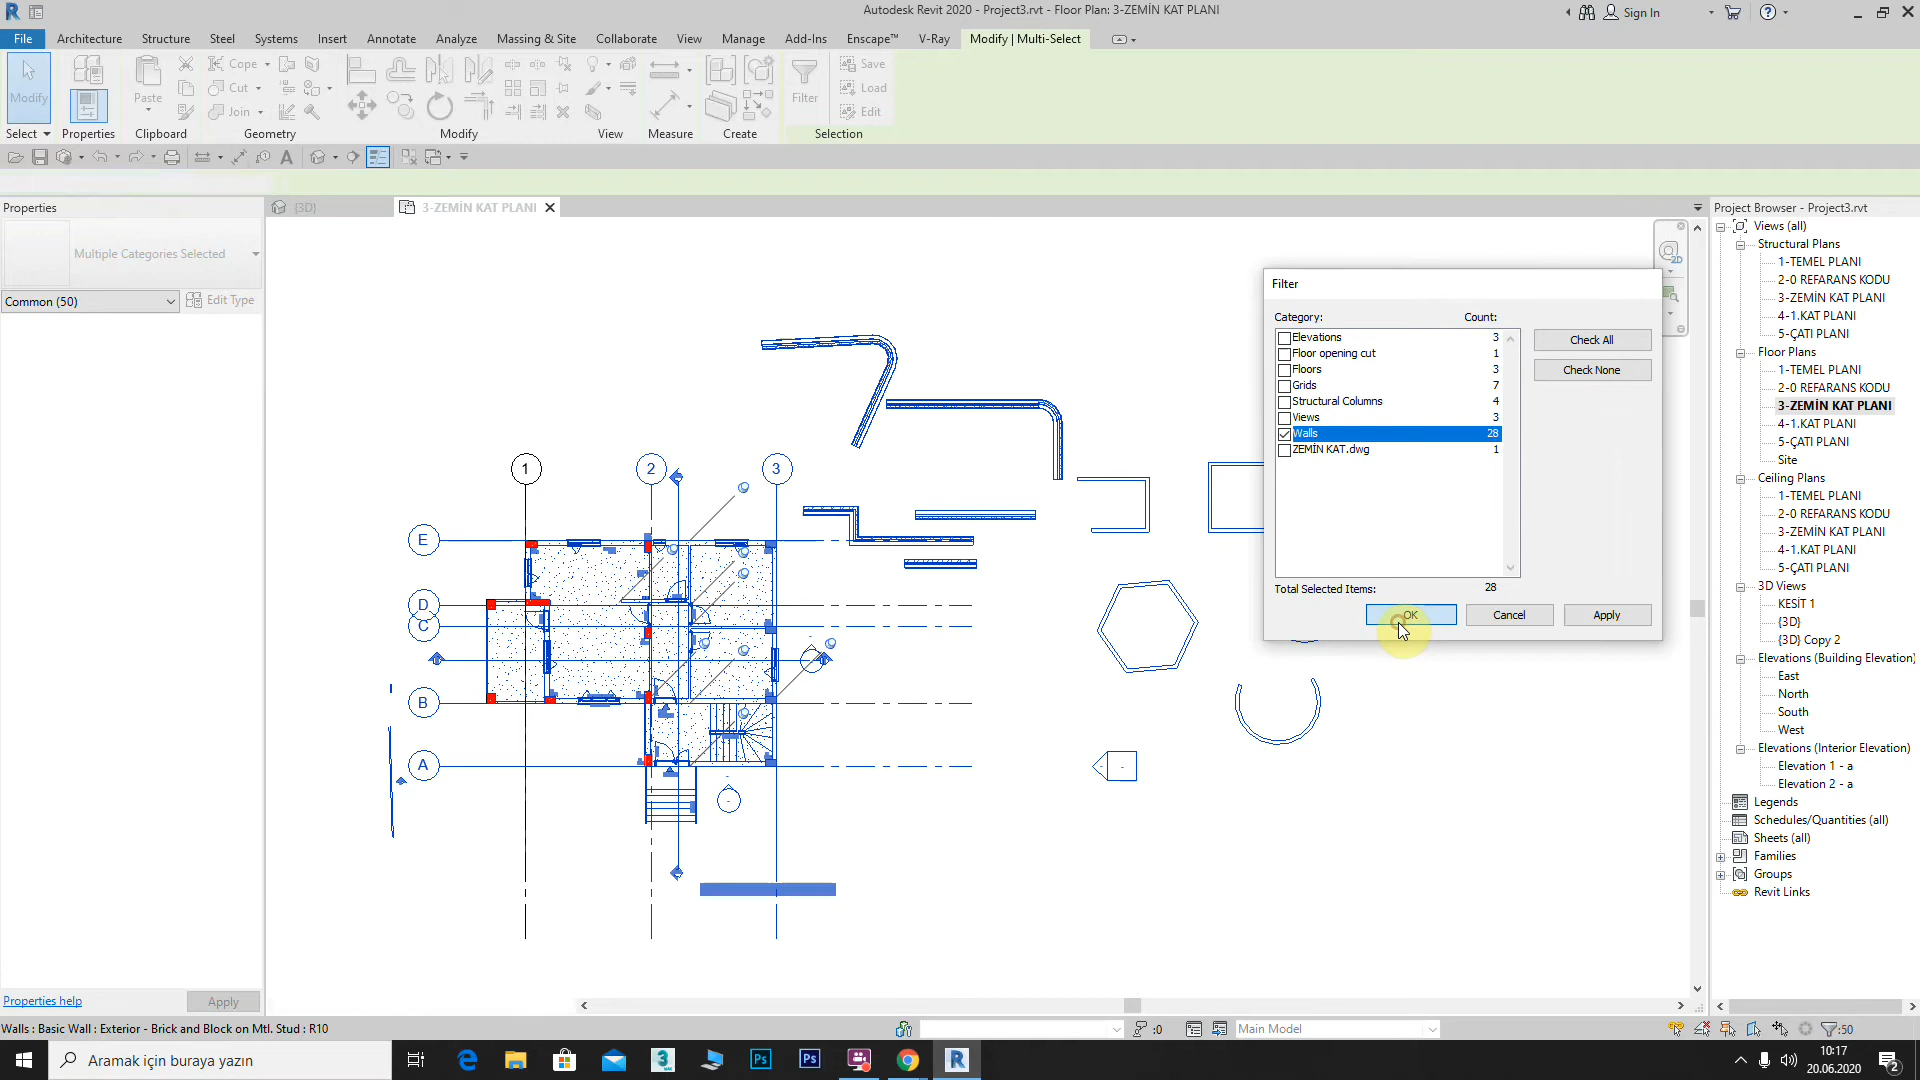 Autodesk Revit 2020 - Project3.rvt - Floor Plan: 3-ZEMİN KAT PLANI
Sign In
File Architecture Structure Steel Systems Insert Annotate Analyze Massing & Site Collaborate View Manage Add-Ins Enscape™ V-Ray Modify | Multi-Select
Modify
Paste
Cope
Cut
Join
Filter
Save
Load
Edit
Select Properties Clipboard Geometry Modify View Measure Create Selection
Properties
Multiple Categories Selected
Common (50)
Edit Type
{3D}
3-ZEMİN KAT PLANI
2D
1
2
3
E
D
C
B
A
Filter
Category: Count:
Elevations 3
Floor opening cut 1
Floors 3
Grids 7
Structural Columns 4
Views 3
Walls 28
ZEMİN KAT.dwg 1
Check All
Check None
Total Selected Items: 28
OK
Cancel
Apply
Project Browser - Project3.rvt
Views (all)
Structural Plans
1-TEMEL PLANI
2-0 REFARANS KODU
3-ZEMİN KAT PLANI
4-1.KAT PLANI
5-ÇATI PLANI
Floor Plans
1-TEMEL PLANI
2-0 REFARANS KODU
3-ZEMİN KAT PLANI
4-1.KAT PLANI
5-ÇATI PLANI
Site
Ceiling Plans
1-TEMEL PLANI
2-0 REFARANS KODU
3-ZEMİN KAT PLANI
4-1.KAT PLANI
5-ÇATI PLANI
3D Views
KESİT 1
{3D}
{3D} Copy 2
Elevations (Building Elevation)
East
North
South
West
Elevations (Interior Elevation)
Elevation 1 - a
Elevation 2 - a
Legends
Schedules/Quantities (all)
Sheets (all)
Families
Groups
Revit Links
Properties help
Apply
Walls : Basic Wall : Exterior - Brick and Block on Mtl. Stud : R10
:0
Main Model
:50
Aramak için buraya yazın
10:17
20.06.2020
2